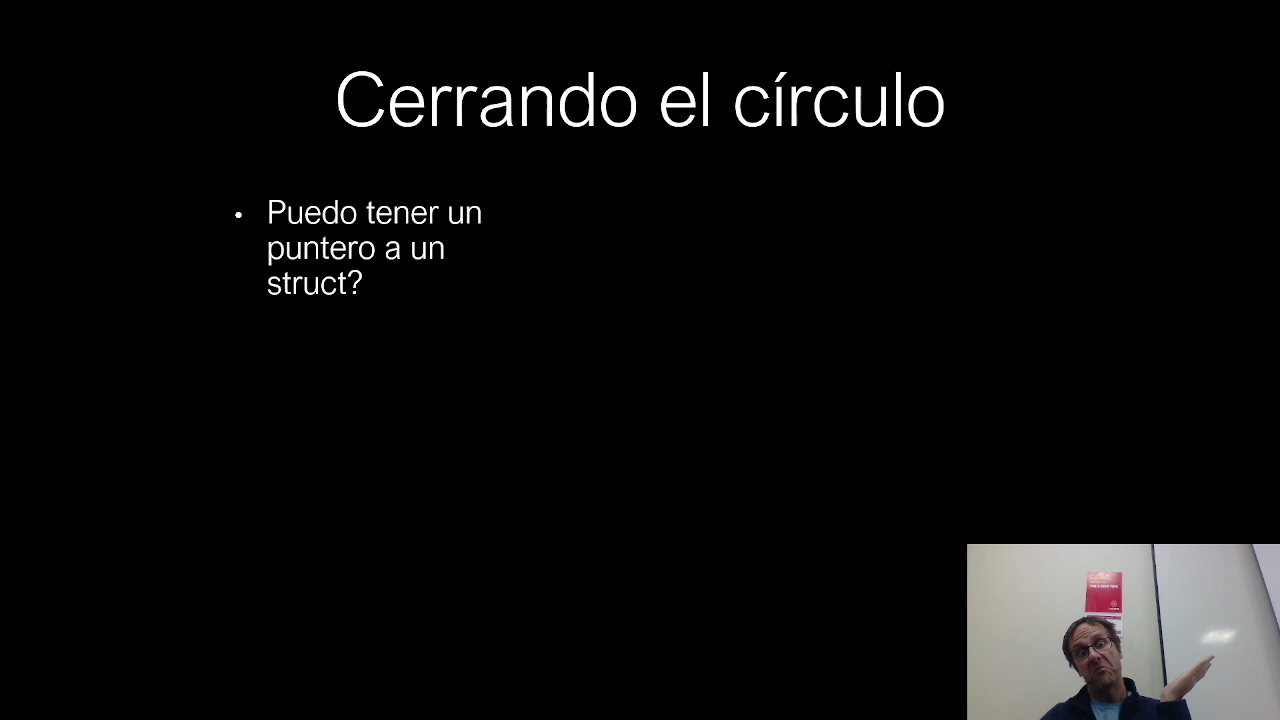 Cerrando el círculo
• Puedo tener un
puntero a un
struct?